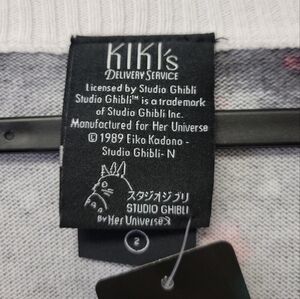 KIKI's
DELIVERY SERVICE
Licensed by Studio Ghibli
Studio Ghibli™ is a trademark
of Studio Ghibli Inc.
Manufactured for Her Universe
© 1989 Eiko Kadono -
Studio Ghibli - N
スタジオジブリ
STUDIO GHIBLI
BY Her Universe
2